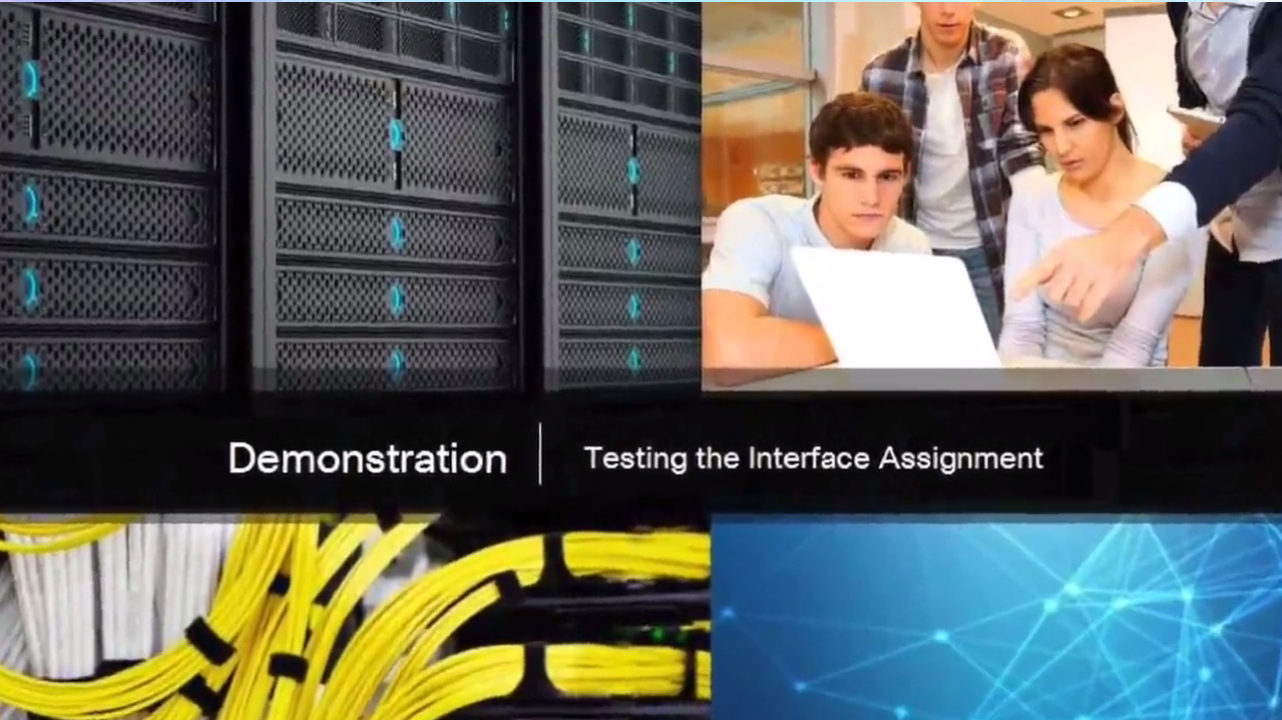 Demonstration
Testing the Interface Assignment